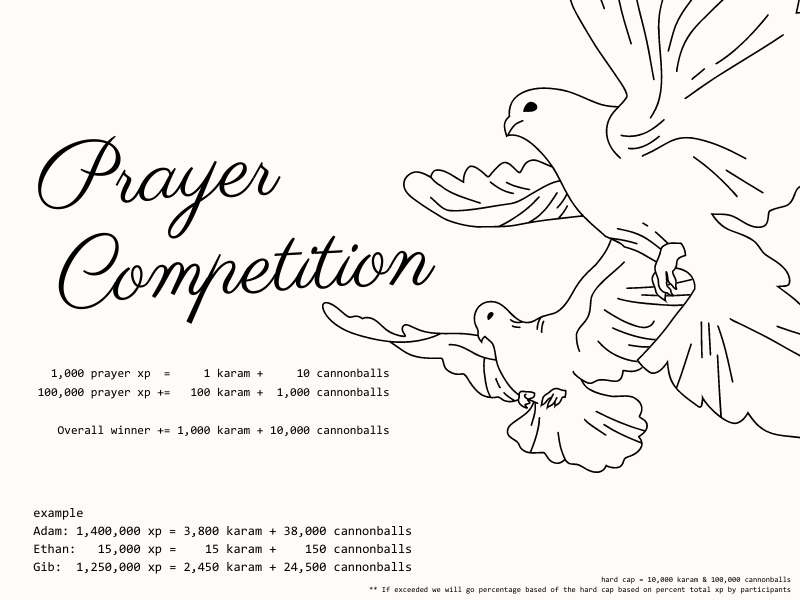 Prayer
Competition
1,000 prayer xp = 1 karam + 10 cannonballs
100,000 prayer xp += 100 karam + 1,000 cannonballs
Overall winner += 1,000 karam + 10,000 cannonballs
example
Adam: 1,400,000 xp = 3,800 karam + 38,000 cannonballs
Ethan: 15,000 xp = 15 karam + 150 cannonballs
Gib: 1,250,000 xp = 2,450 karam + 24,500 cannonballs
hard cap = 10,000 karam & 100,000 cannonballs
** If exceeded we will go percentage based of the hard cap based on percent total xp by participants